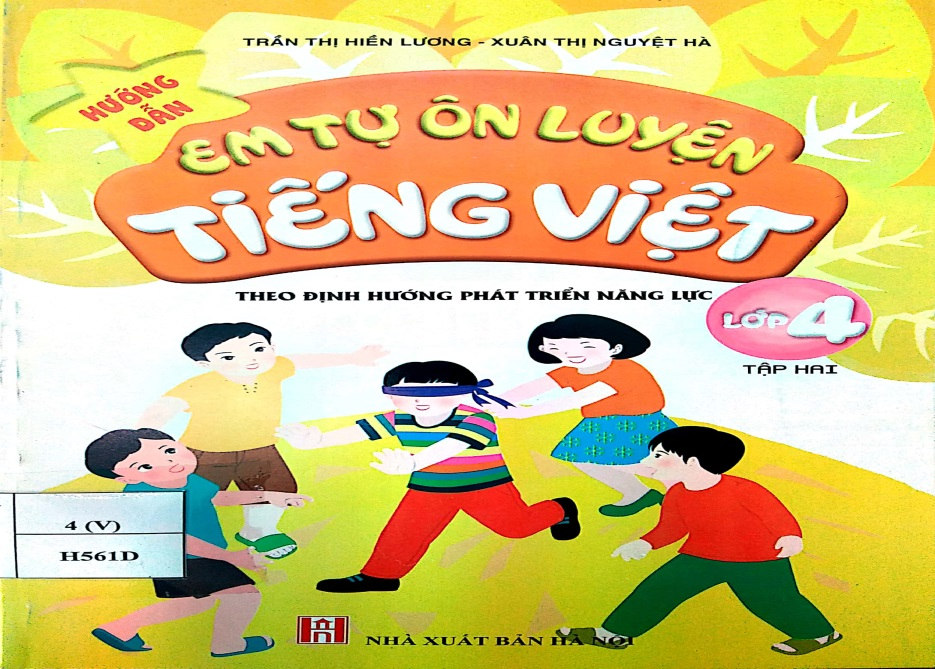 TRẦN THỊ HIỀN LƯƠNG - XUÂN THỊ NGUYỆT HÀ
HƯỚNG
DẪN
EM TỰ ÔN LUYỆN
TIẾNG VIỆT
THEO ĐỊNH HƯỚNG PHÁT TRIỂN NĂNG LỰC
LỚP 4
TẬP HAI
4 (V)
H561D
NHÀ XUẤT BẢN HÀ NỘI